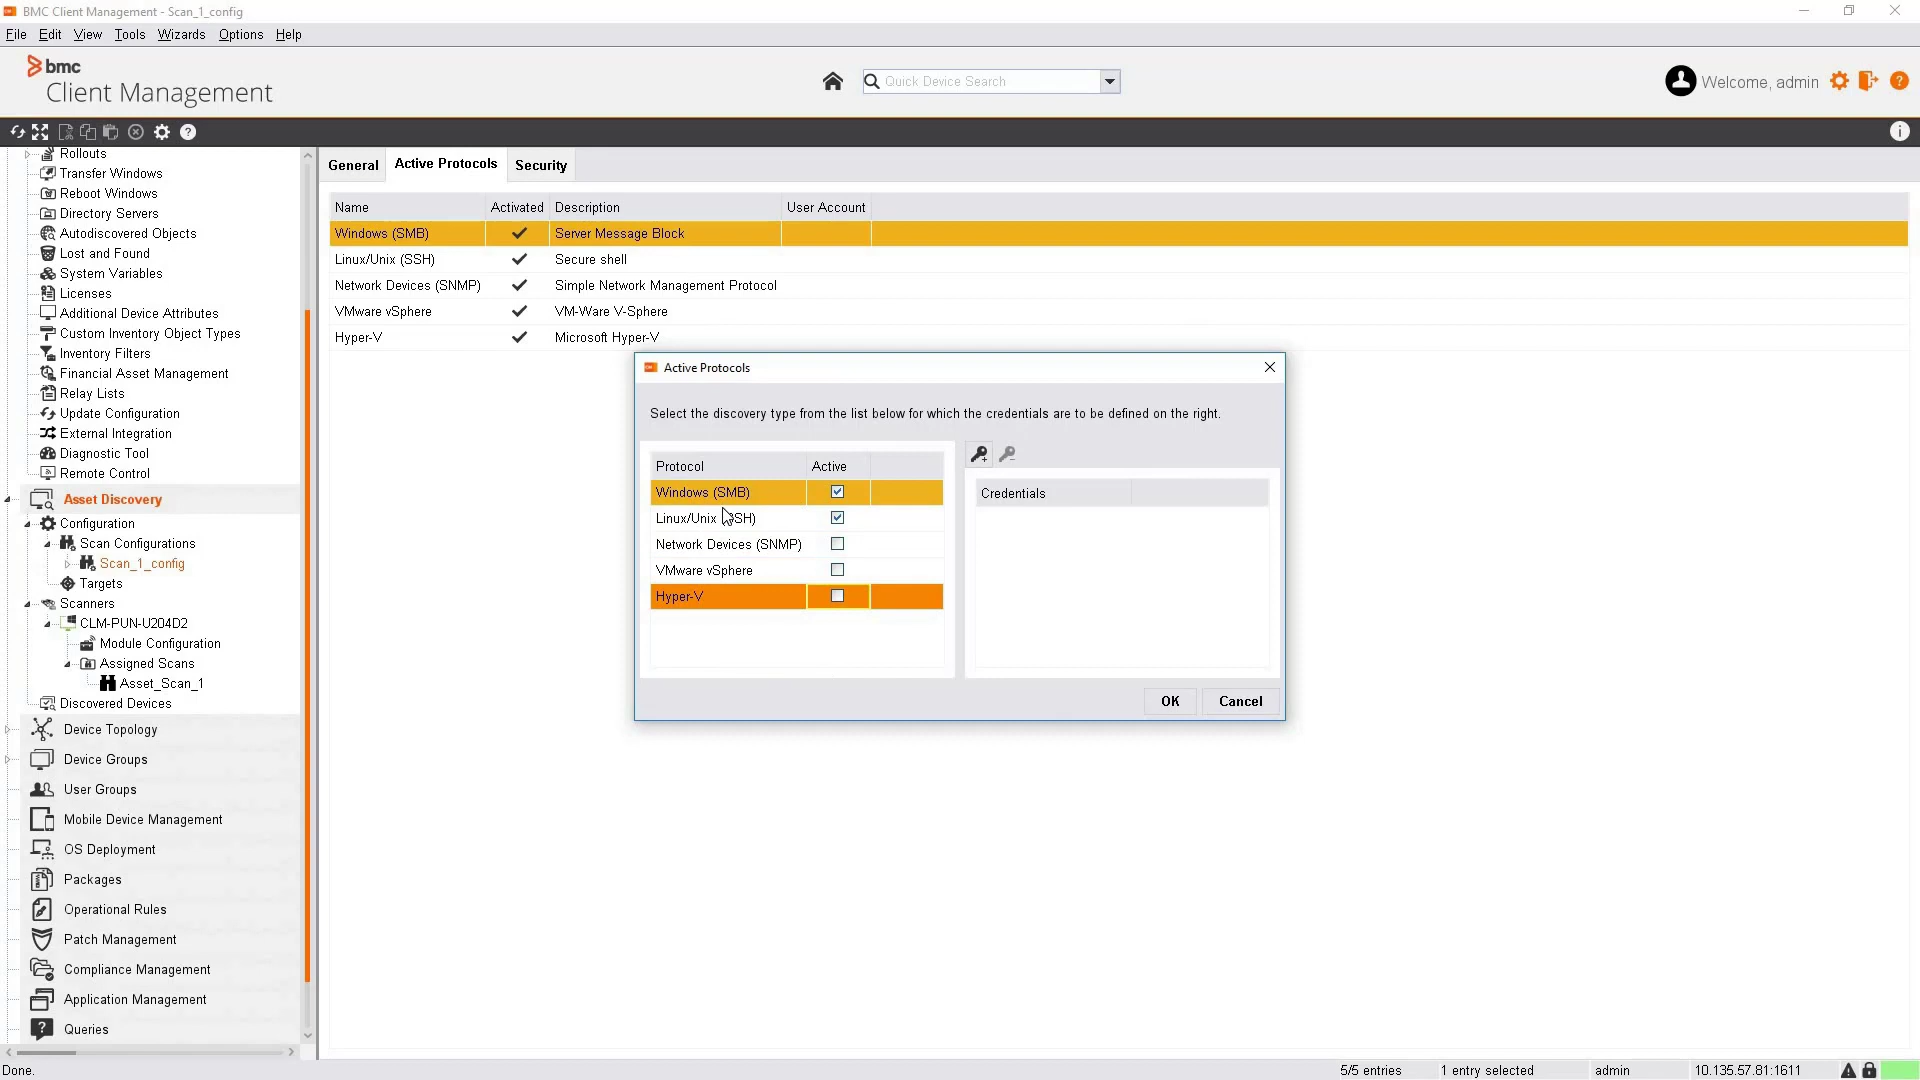 BMC Client Management - Scan_1_config
File Edit View Tools Wizards Options Help
bmc
Client Management
Quick Device Search
Welcome, admin
Rollouts
Transfer Windows
Reboot Windows
Directory Servers
Autodiscovered Objects
Lost and Found
System Variables
Licenses
Additional Device Attributes
Custom Inventory Object Types
Inventory Filters
Financial Asset Management
Relay Lists
Update Configuration
External Integration
Diagnostic Tool
Remote Control
Asset Discovery
Configuration
Scan Configurations
Scan_1_config
Targets
Scanners
CLM-PUN-U204D2
Module Configuration
Assigned Scans
Asset_Scan_1
Discovered Devices
Device Topology
Device Groups
User Groups
Mobile Device Management
OS Deployment
Packages
Operational Rules
Patch Management
Compliance Management
Application Management
Queries
General Active Protocols Security
Name Activated Description User Account
Windows (SMB) Server Message Block
Linux/Unix (SSH) Secure shell
Network Devices (SNMP) Simple Network Management Protocol
VMware vSphere VM-Ware V-Sphere
Hyper-V Microsoft Hyper-V
Active Protocols
Select the discovery type from the list below for which the credentials are to be defined on the right.
Protocol Active
Windows (SMB)
Linux/Unix (SSH)
Network Devices (SNMP)
VMware vSphere
Hyper-V
Credentials
OK Cancel
Done. 5/5 entries 1 entry selected admin 10.135.57.81:1611